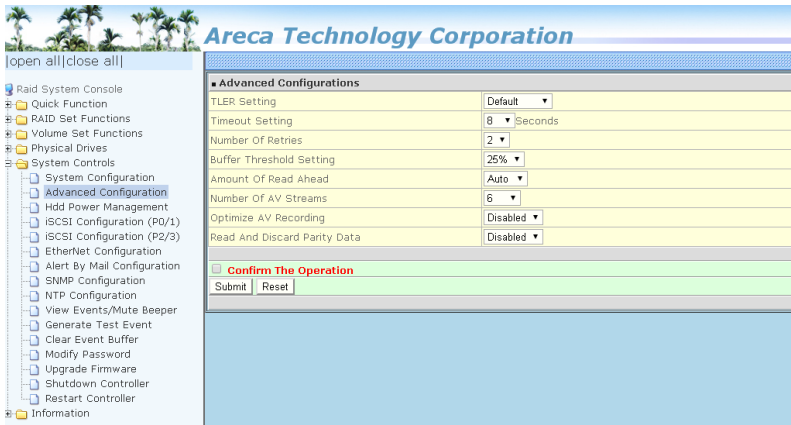 Areca Technology Corporation
|open all|close all|
Raid System Console
Quick Function
RAID Set Functions
Volume Set Functions
Physical Drives
System Controls
System Configuration
Advanced Configuration
Hdd Power Management
iSCSI Configuration (P0/1)
iSCSI Configuration (P2/3)
EtherNet Configuration
Alert By Mail Configuration
SNMP Configuration
NTP Configuration
View Events/Mute Beeper
Generate Test Event
Clear Event Buffer
Modify Password
Upgrade Firmware
Shutdown Controller
Restart Controller
Information
Advanced Configurations
TLER Setting Default
Timeout Setting 8 Seconds
Number Of Retries 2
Buffer Threshold Setting 25%
Amount Of Read Ahead Auto
Number Of AV Streams 6
Optimize AV Recording Disabled
Read And Discard Parity Data Disabled
Confirm The Operation
Submit Reset